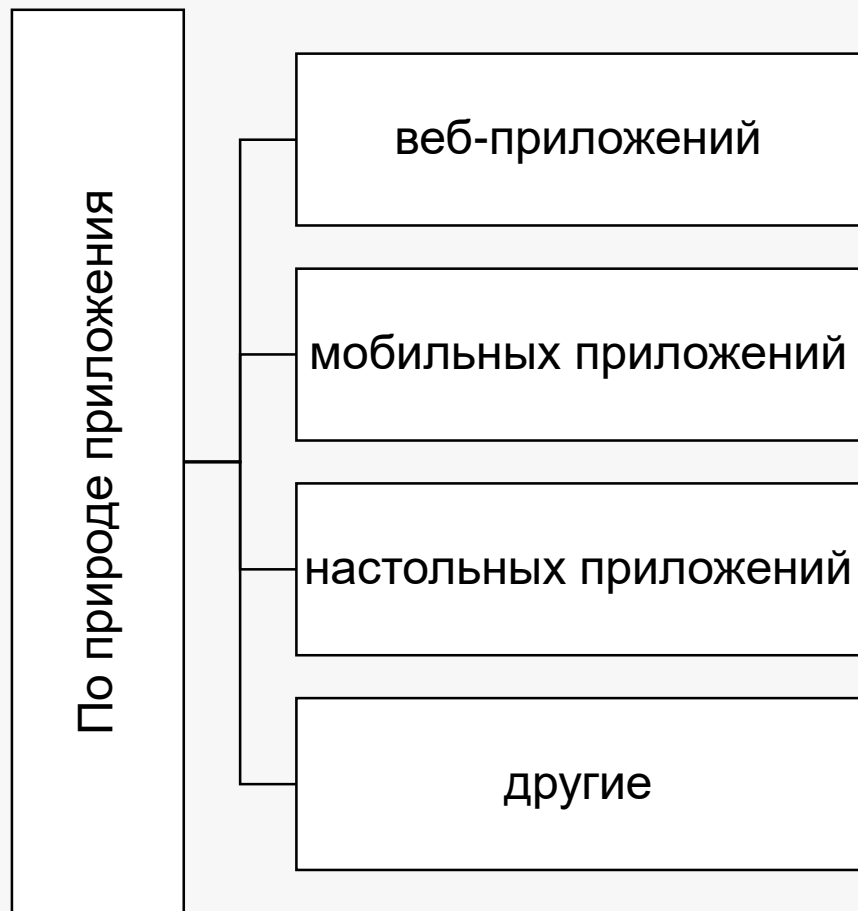 По природе приложения
веб-приложений
мобильных приложений
настольных приложений
другие